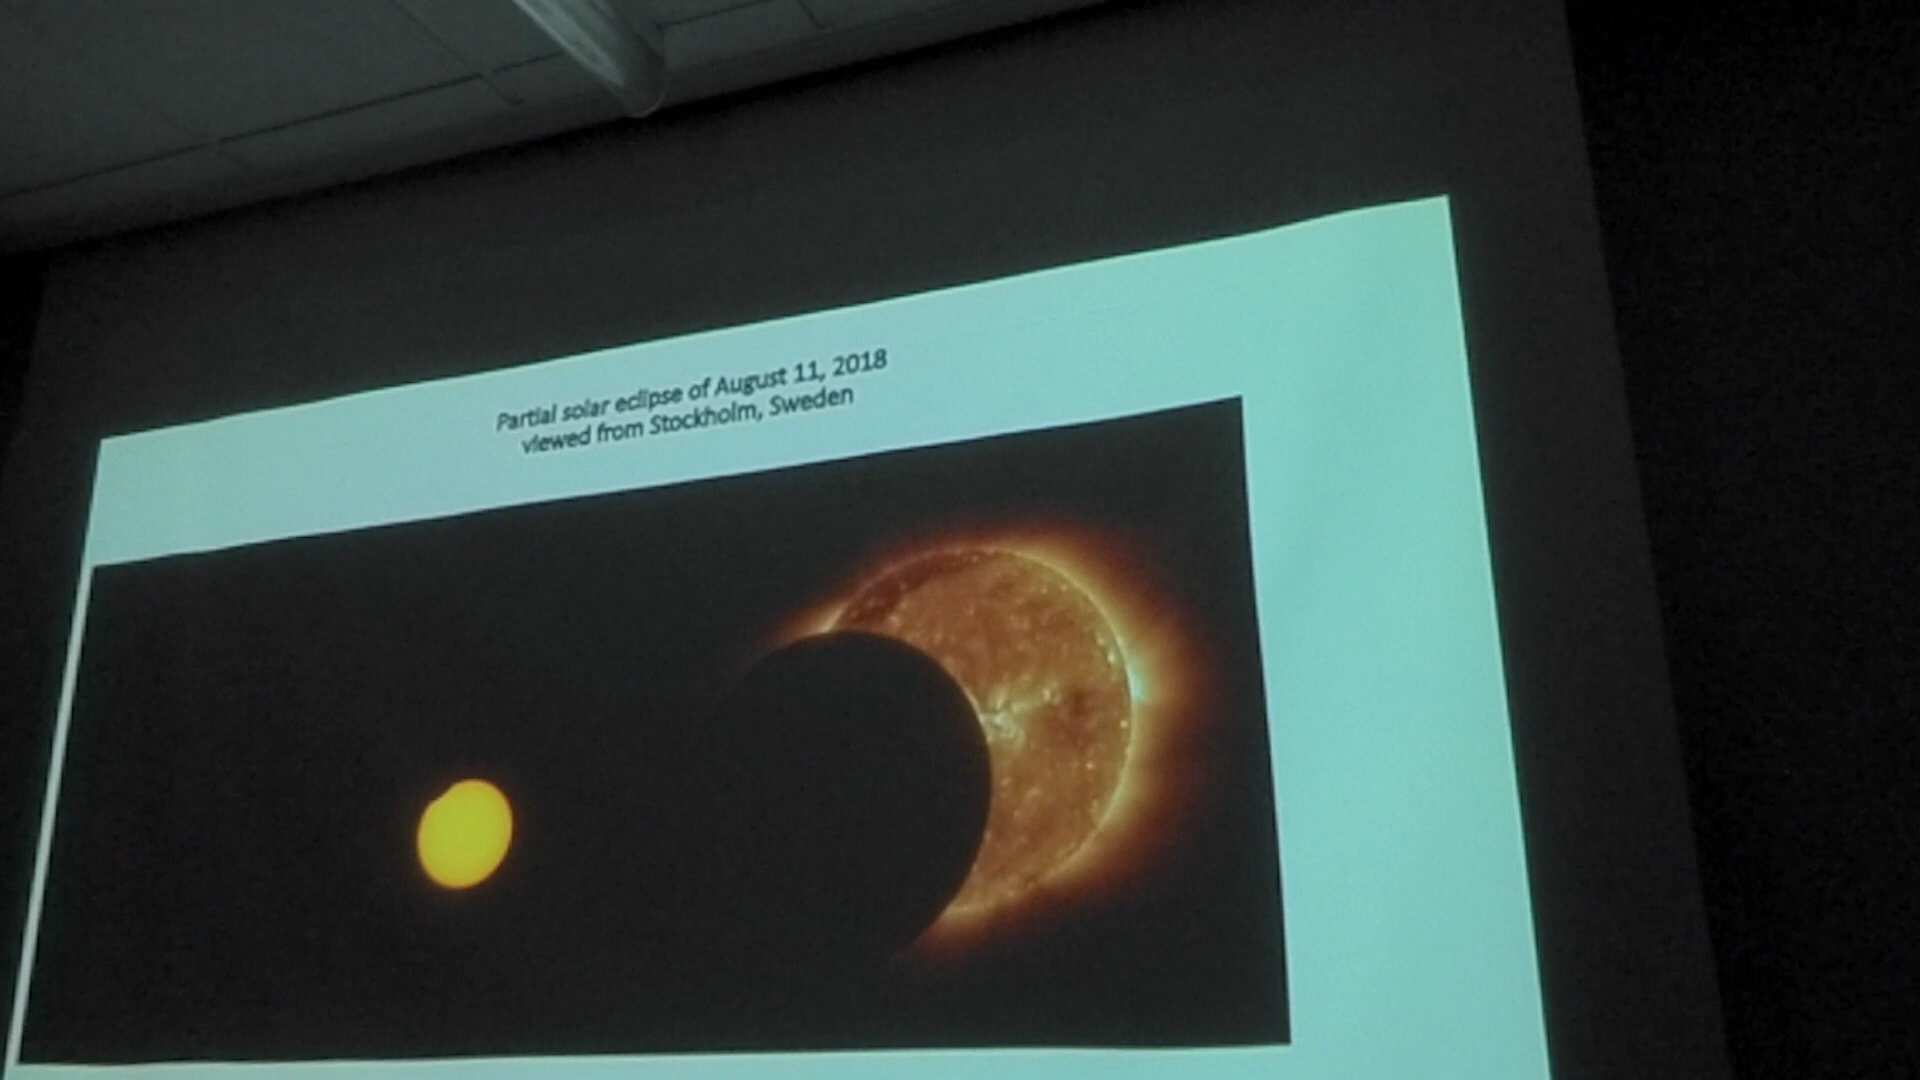 Partial solar eclipse of August 11, 2018
viewed from Stockholm, Sweden